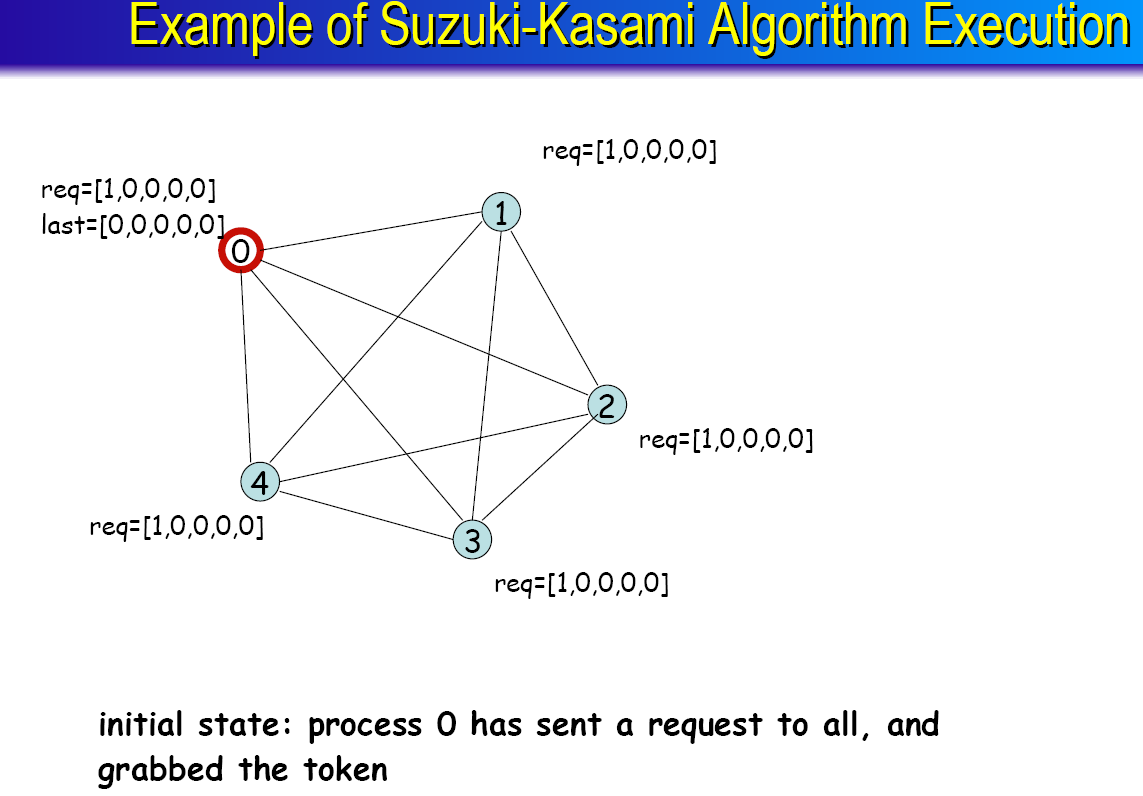 Example of Suzuki-Kasami Algorithm Execution
req=[1,0,0,0,0]
req=[1,0,0,0,0]
last=[0,0,0,0,0]
1
0
2
req=[1,0,0,0,0]
4
req=[1,0,0,0,0]
3
req=[1,0,0,0,0]
initial state: process 0 has sent a request to all, and
grabbed the token